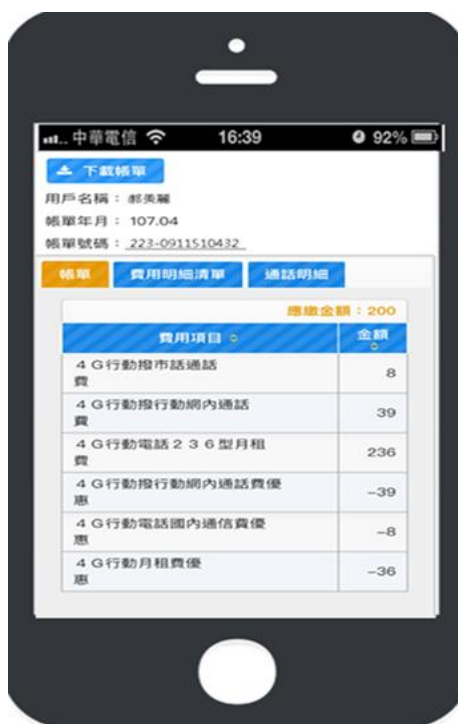 中華電信 16:39 92%
下載帳單
用戶名稱：郝美麗
帳單年月：107.04
帳單號碼：223-0911510432
帳單 費用明細清單 通話明細
應繳金額：200
費用項目 金額
４Ｇ行動撥市話通話
費 8
４Ｇ行動撥行動網內通話
費 39
４Ｇ行動電話２３６型月租
費 236
４Ｇ行動撥行動網內通話費優
惠 -39
４Ｇ行動電話國內通信費優
惠 -8
４Ｇ行動月租費優
惠 -36